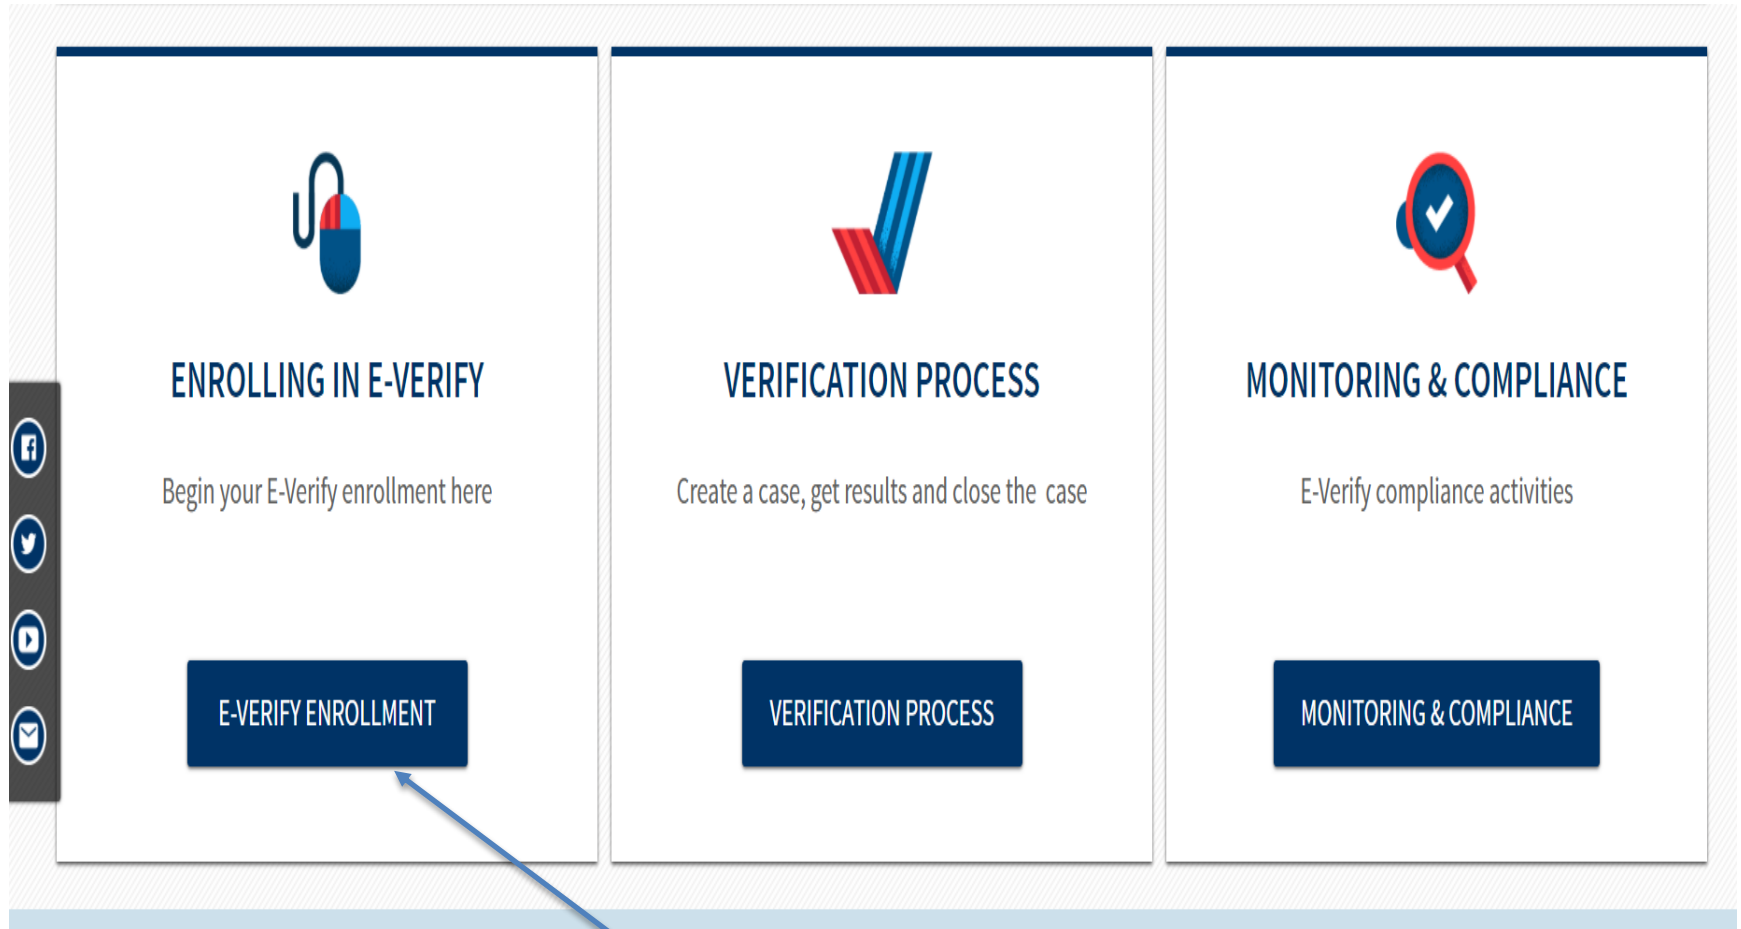 ENROLLING IN E-VERIFY
Begin your E-Verify enrollment here
E-VERIFY ENROLLMENT
VERIFICATION PROCESS
Create a case, get results and close the case
VERIFICATION PROCESS
MONITORING & COMPLIANCE
E-Verify compliance activities
MONITORING & COMPLIANCE